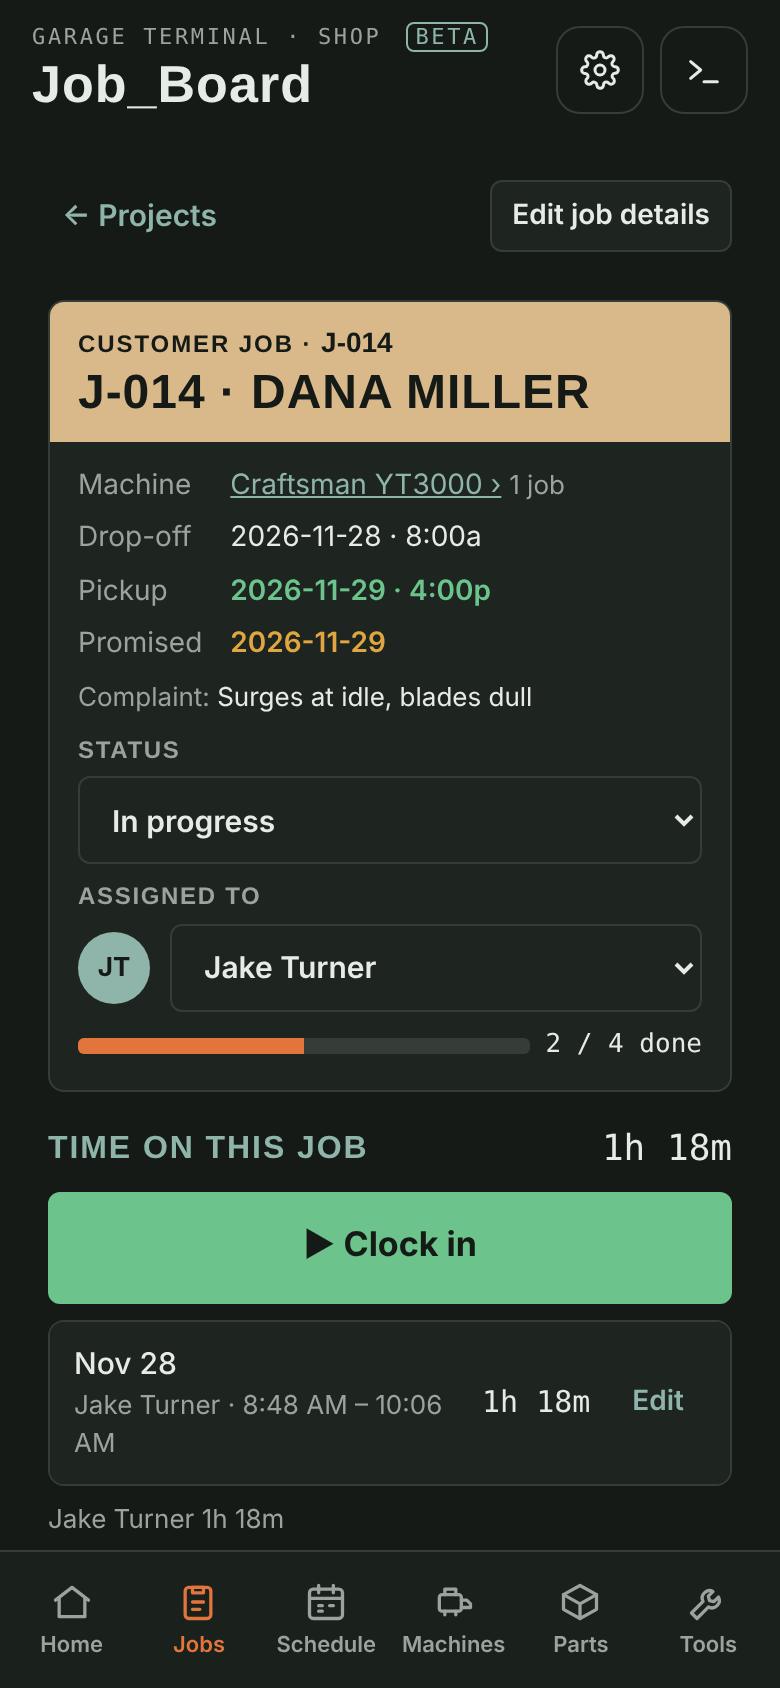 GARAGE TERMINAL · SHOP BETA
Job_Board
← Projects
Edit job details
CUSTOMER JOB · J-014
J-014 · DANA MILLER
Machine Craftsman YT3000 › 1 job
Drop-off 2026-11-28 · 8:00a
Pickup 2026-11-29 · 4:00p
Promised 2026-11-29
Complaint: Surges at idle, blades dull
STATUS
In progress
ASSIGNED TO
JT Jake Turner
2 / 4 done
TIME ON THIS JOB 1h 18m
▶ Clock in
Nov 28
Jake Turner · 8:48 AM – 10:06
AM
1h 18m Edit
Jake Turner 1h 18m
Home Jobs Schedule Machines Parts Tools